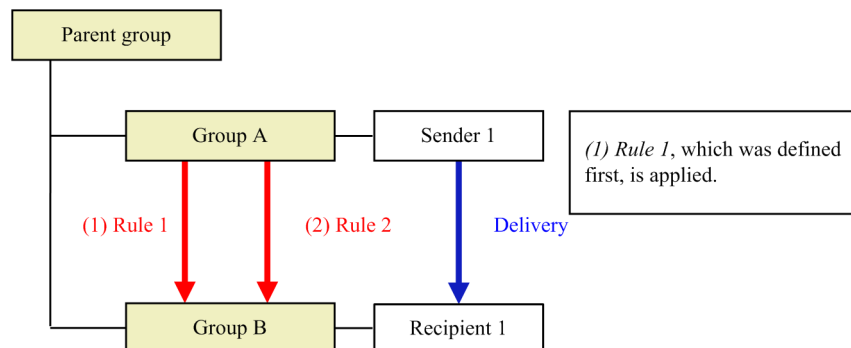 Parent group
Group A
Sender 1
(1) Rule 1, which was defined
first, is applied.
(1) Rule 1
(2) Rule 2
Delivery
Group B
Recipient 1